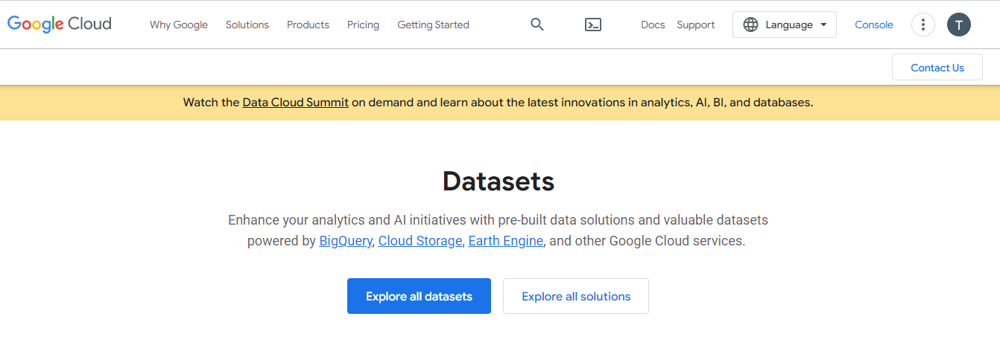 Google Cloud Why Google Solutions Products Pricing Getting Started Docs Support Language Console T
Contact Us
Watch the Data Cloud Summit on demand and learn about the latest innovations in analytics, AI, BI, and databases.
Datasets
Enhance your analytics and AI initiatives with pre-built data solutions and valuable datasets
powered by BigQuery, Cloud Storage, Earth Engine, and other Google Cloud services.
Explore all datasets Explore all solutions